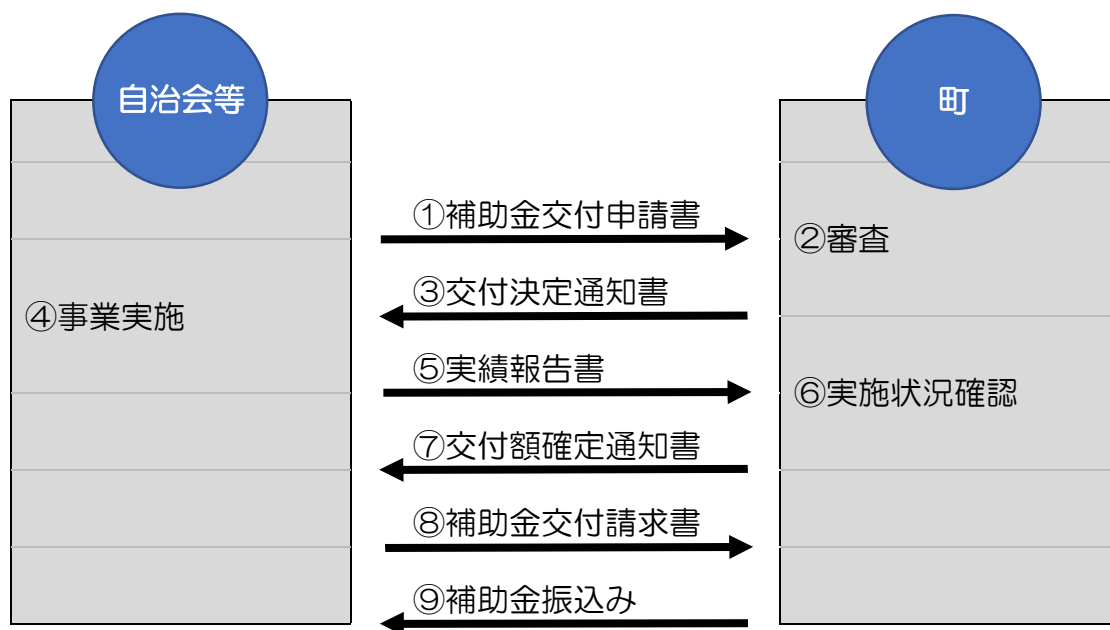 自治会等
町
①補助金交付申請書
②審査
③交付決定通知書
④事業実施
⑤実績報告書
⑥実施状況確認
⑦交付額確定通知書
⑧補助金交付請求書
⑨補助金振込み